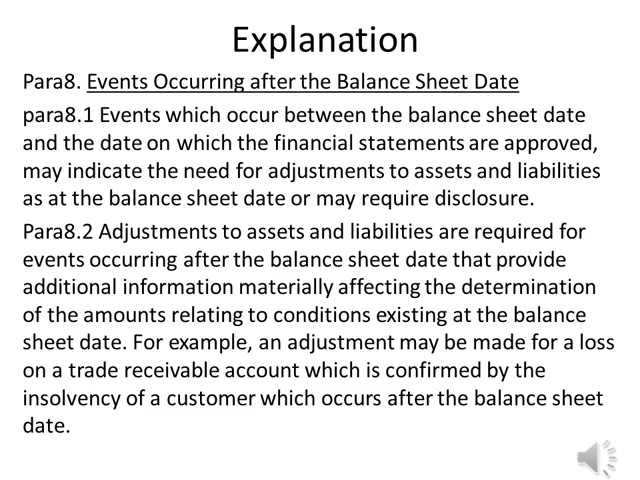 Explanation
Para8. Events Occurring after the Balance Sheet Date
para8.1 Events which occur between the balance sheet date
and the date on which the financial statements are approved,
may indicate the need for adjustments to assets and liabilities
as at the balance sheet date or may require disclosure.
Para8.2 Adjustments to assets and liabilities are required for
events occurring after the balance sheet date that provide
additional information materially affecting the determination
of the amounts relating to conditions existing at the balance
sheet date. For example, an adjustment may be made for a loss
on a trade receivable account which is confirmed by the
insolvency of a customer which occurs after the balance sheet
date.